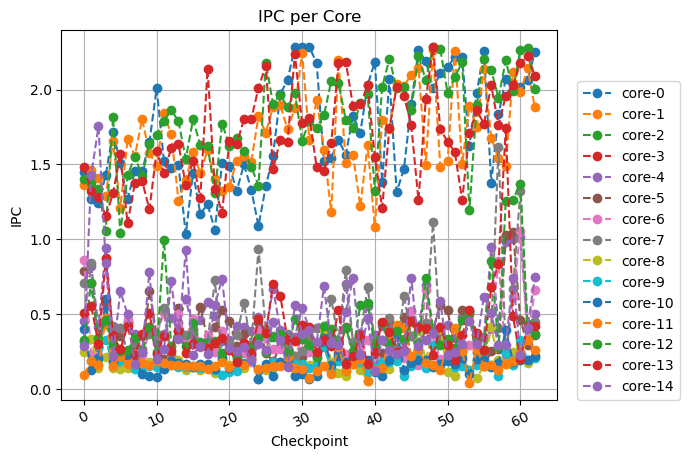 IPC per Core
IPC
2.0
1.5
1.0
0.5
0.0
0
10
20
30
40
50
60
Checkpoint
core-0
core-1
core-2
core-3
core-4
core-5
core-6
core-7
core-8
core-9
core-10
core-11
core-12
core-13
core-14